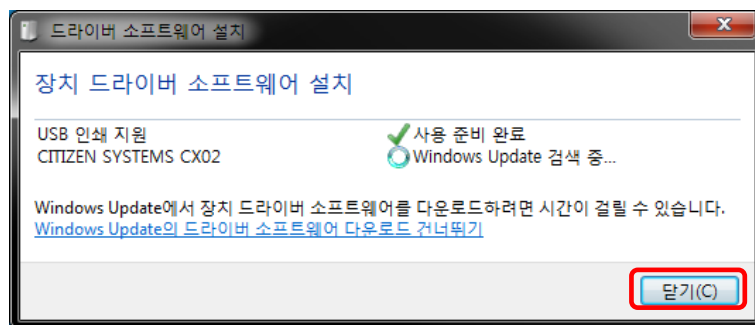 드라이버 소프트웨어 설치
장치 드라이버 소프트웨어 설치
USB 인쇄 지원 사용 준비 완료
CITIZEN SYSTEMS CX02 Windows Update 검색 중...
Windows Update에서 장치 드라이버 소프트웨어를 다운로드하려면 시간이 걸릴 수 있습니다.
Windows Update의 드라이버 소프트웨어 다운로드 건너뛰기
닫기(C)